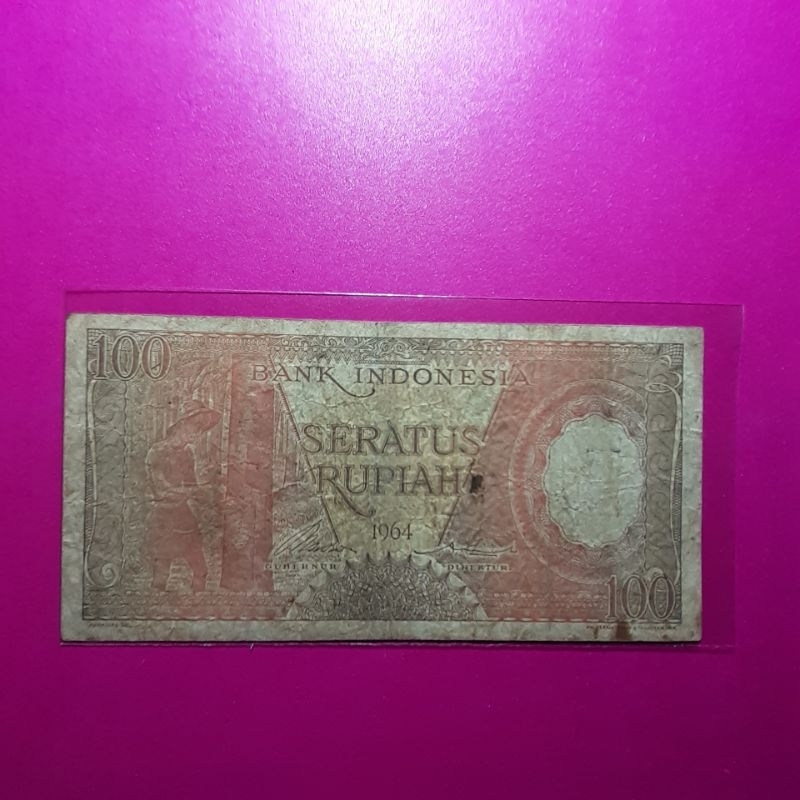 100
BANK INDONESIA
SERATUS
RUPIAH
1964
GUBERNUR
DIREKTUR
100